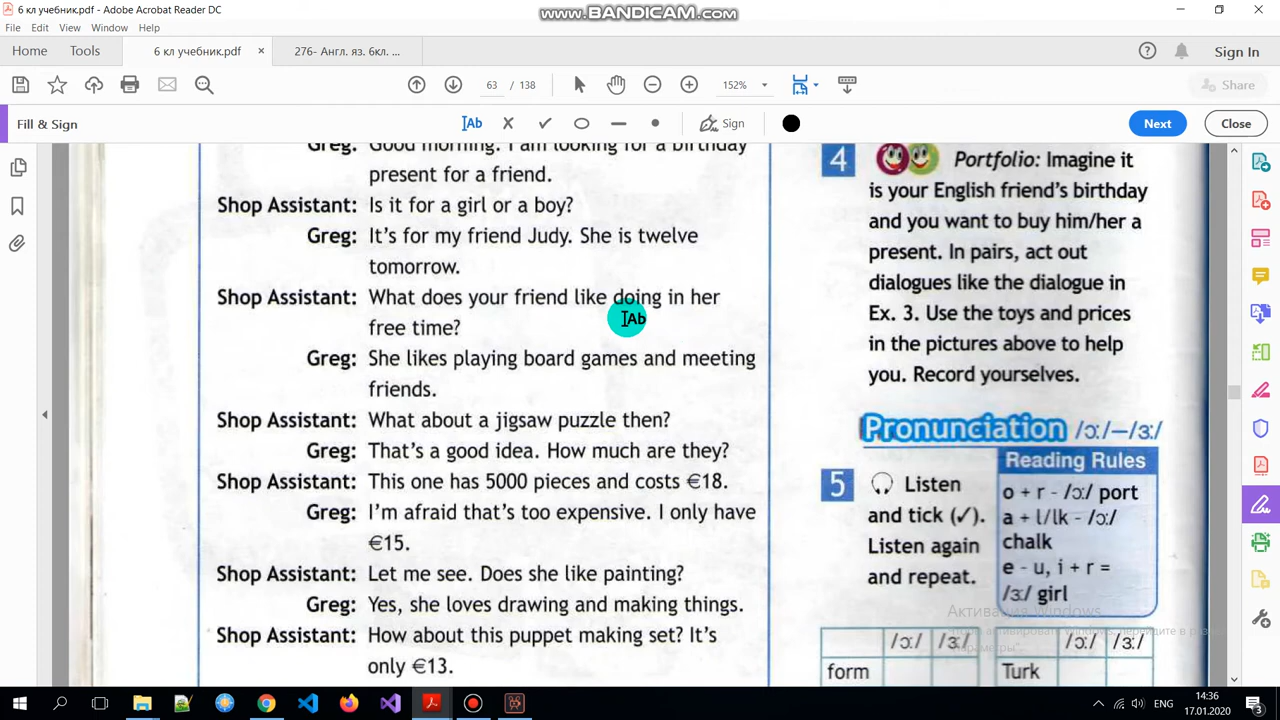 6 кл учебник.pdf - Adobe Acrobat Reader DC
www.BANDICAM.com
File Edit View Window Help
Home Tools 6 кл учебник.pdf × 276- Англ. яз. 6кл. ... Sign In
63 / 138 152% Share
Fill & Sign Ab Sign Next Close
Greg: Good morning. I am looking for a birthday
present for a friend.
Shop Assistant: Is it for a girl or a boy?
Greg: It's for my friend Judy. She is twelve
tomorrow.
Shop Assistant: What does your friend like doing in her
free time?
Ab
Greg: She likes playing board games and meeting
friends.
Shop Assistant: What about a jigsaw puzzle then?
Greg: That's a good idea. How much are they?
Shop Assistant: This one has 5000 pieces and costs €18.
Greg: I'm afraid that's too expensive. I only have
€15.
Shop Assistant: Let me see. Does she like painting?
Greg: Yes, she loves drawing and making things.
Shop Assistant: How about this puppet making set? It's
only €13.
4 Portfolio: Imagine it
is your English friend's birthday
and you want to buy him/her a
present. In pairs, act out
dialogues like the dialogue in
Ex. 3. Use the toys and prices
in the pictures above to help
you. Record yourselves.
Pronunciation /ɔː/–/ɜː/
5 Listen
and tick (✓).
Listen again
and repeat.
Reading Rules
o + r - /ɔː/ port
a + l/lk - /ɔː/
chalk
e - u, i + r =
/ɜː/ girl
/ɔː/ /ɜː/ /ɔː/ /ɜː/
form Turk
Активация Windows
Чтобы активировать Windows, перейдите в раздел
"Параметры".
ENG 14:36
17.01.2020
3